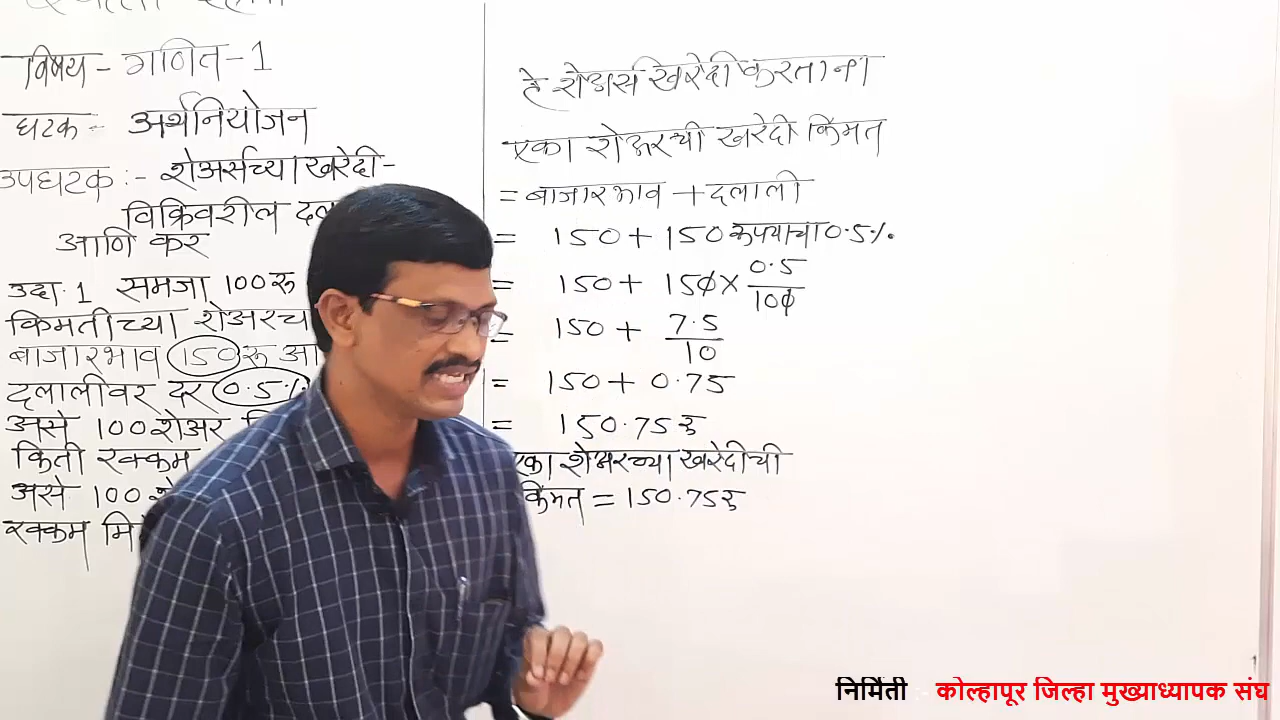 विषय - गणित - 1
घटक :- अर्थनियोजन
उपघटक :- शेअर्सच्या खरेदी -
विक्रिवरील
आणि कर
उदा. 1 समजा 100 रू
किंमतीच्या शेअरचा
बाजारभाव 150 रू
दलालीवर दर 0.5%
असे 100 शेअर
किती रक्कम
असे 100
रक्कम
हे शेअर्स खरेदी करताना
एका शेअरची खरेदी किंमत
= बाजारभाव + दलाली
= 150 + 150 रूपयाचा 0.5%.
= 150 + 150 × 0.5/100
= 150 + 7.5/10
= 150 + 0.75
= 150.75 रु
एका शेअरच्या खरेदीची
किंमत = 150.75 रु
निर्मिती :- कोल्हापूर जिल्हा मुख्याध्यापक संघ